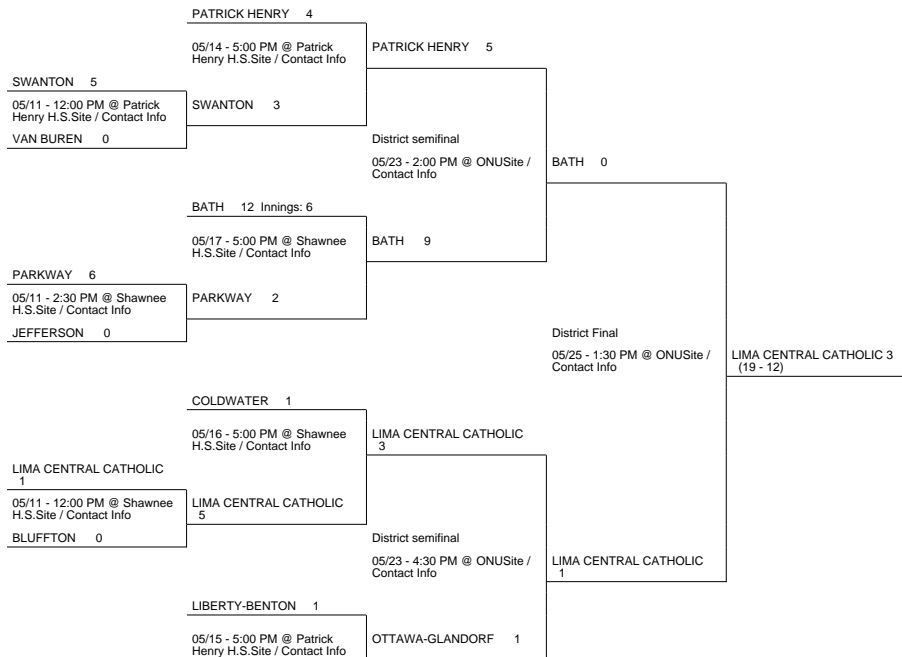 PATRICK HENRY 4
05/14 - 5:00 PM @ Patrick
Henry H.S.Site / Contact Info
PATRICK HENRY 5
SWANTON 5
05/11 - 12:00 PM @ Patrick
Henry H.S.Site / Contact Info
SWANTON 3
VAN BUREN 0
District semifinal
05/23 - 2:00 PM @ ONUSite /
Contact Info
BATH 0
BATH 12 Innings: 6
05/17 - 5:00 PM @ Shawnee
H.S.Site / Contact Info
BATH 9
PARKWAY 6
05/11 - 2:30 PM @ Shawnee
H.S.Site / Contact Info
PARKWAY 2
JEFFERSON 0
District Final
05/25 - 1:30 PM @ ONUSite /
Contact Info
LIMA CENTRAL CATHOLIC 3
(19 - 12)
COLDWATER 1
05/16 - 5:00 PM @ Shawnee
H.S.Site / Contact Info
LIMA CENTRAL CATHOLIC
3
LIMA CENTRAL CATHOLIC
1
05/11 - 12:00 PM @ Shawnee
H.S.Site / Contact Info
LIMA CENTRAL CATHOLIC
5
BLUFFTON 0
District semifinal
05/23 - 4:30 PM @ ONUSite /
Contact Info
LIMA CENTRAL CATHOLIC
1
LIBERTY-BENTON 1
05/15 - 5:00 PM @ Patrick
Henry H.S.Site / Contact Info
OTTAWA-GLANDORF 1